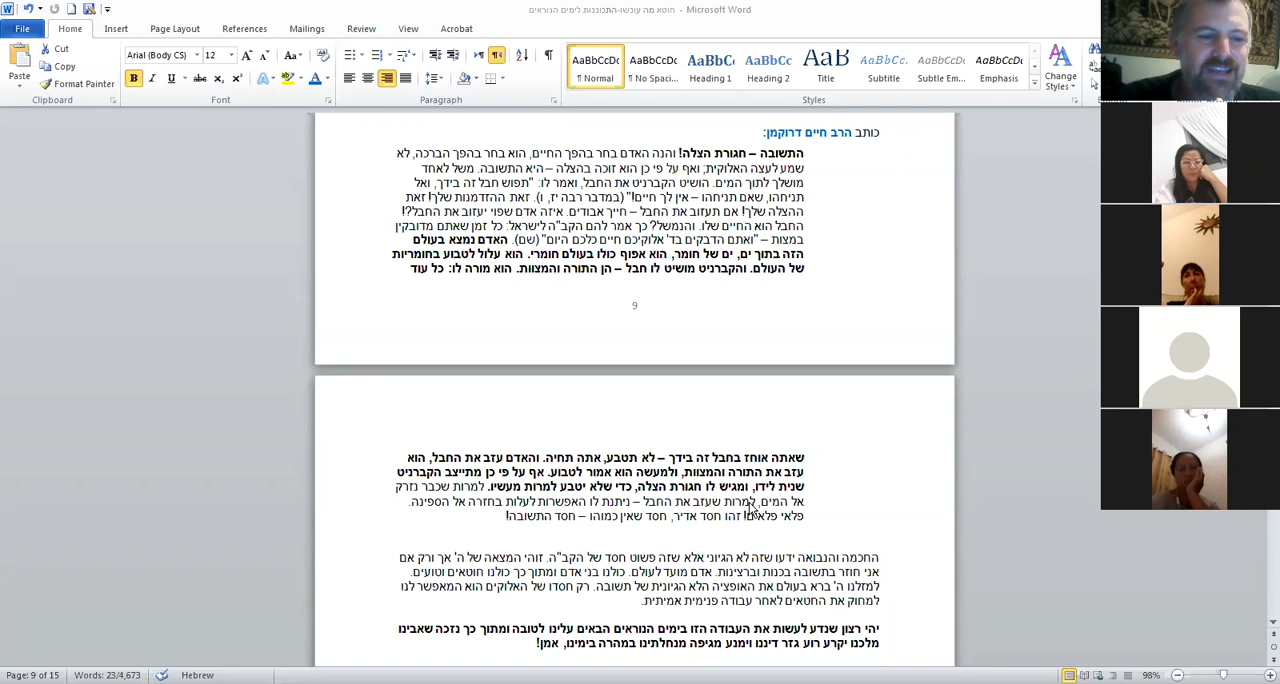 חוטא מה עונשו-התכוננות לימים הנוראים - Microsoft Word
File Home Insert Page Layout References Mailings Review View Acrobat
Paste
Cut
Copy
Format Painter
Clipboard
Arial (Body CS) 12
Font
Paragraph
AaBbCcDc AaBbCcDc AaBbC AaBbCc AaB AaBbCc. AaBbCcDc AaBbCcDc
¶ Normal ¶ No Spaci... Heading 1 Heading 2 Title Subtitle Subtle Em... Emphasis
Change Styles
Styles
כותב הרב חיים דרוקמן:
התשובה – חגורת הצלה! והנה האדם בחר בהפך החיים, הוא בחר בהפך הברכה, לא
שמע לעצה האלוקית; ואף על פי כן הוא זוכה בהצלה – היא התשובה. משל לאחד
מושלך לתוך המים. הושיט הקברניט את החבל, ואמר לו: "תפוש חבל זה בידך, ואל
תניחהו, שאם תניחהו – אין לך חיים!" (במדבר רבה יז, ו). זאת ההזדמנות שלך! זאת
ההצלה שלך! אם תעזוב את החבל – חייך אבודים. איזה אדם שפוי יעזוב את החבל?!
החבל הוא החיים שלו. והנמשל? כך אמר להם הקב"ה לישראל: כל זמן שאתם מדובקין
במצות – "ואתם הדבקים בד' אלוקיכם חיים כלכם היום" (שם). האדם נמצא בעולם
הזה בתוך ים, ים של חומר, הוא אפוף כולו בעולם חומרי. הוא עלול לטבוע בחומריות
של העולם. והקברניט מושיט לו חבל – הן התורה והמצוות. הוא מורה לו: כל עוד
9
שאתה אוחז בחבל זה בידך – לא תטבע, אתה תחיה. והאדם עזב את החבל, הוא
עזב את התורה והמצוות, ולמעשה הוא אמור לטבוע. אף על פי כן מתייצב הקברניט
שנית לידו, ומגיש לו חגורת הצלה, כדי שלא יטבע למרות מעשיו. למרות שכבר נזרק
אל המים, למרות שעזב את החבל – ניתנת לו האפשרות לעלות בחזרה אל הספינה.
פלאי פלאים! זהו חסד אדיר, חסד שאין כמוהו – חסד התשובה!
החכמה והנבואה ידעו שזה לא הגיוני אלא שזה פשוט חסד של הקב"ה. זוהי המצאה של ה' אך ורק אם
אני חוזר בתשובה בכנות וברצינות. אדם מועד לעולם. כולנו בני אדם ומתוך כך כולנו חוטאים וטועים.
למזלנו ה' ברא בעולם את האופציה הלא הגיונית של תשובה. רק חסדו של האלוקים הוא המאפשר לנו
למחוק את החטאים לאחר עבודה פנימית אמיתית.
יהי רצון שנדע לעשות את העבודה הזו בימים הנוראים הבאים עלינו לטובה ומתוך כך נזכה שאבינו
מלכנו יקרע רוע גזר דיננו וימנע מגיפה מנחלתינו במהרה בימינו, אמן!
Page: 9 of 15 Words: 23/4,673 Hebrew 98%